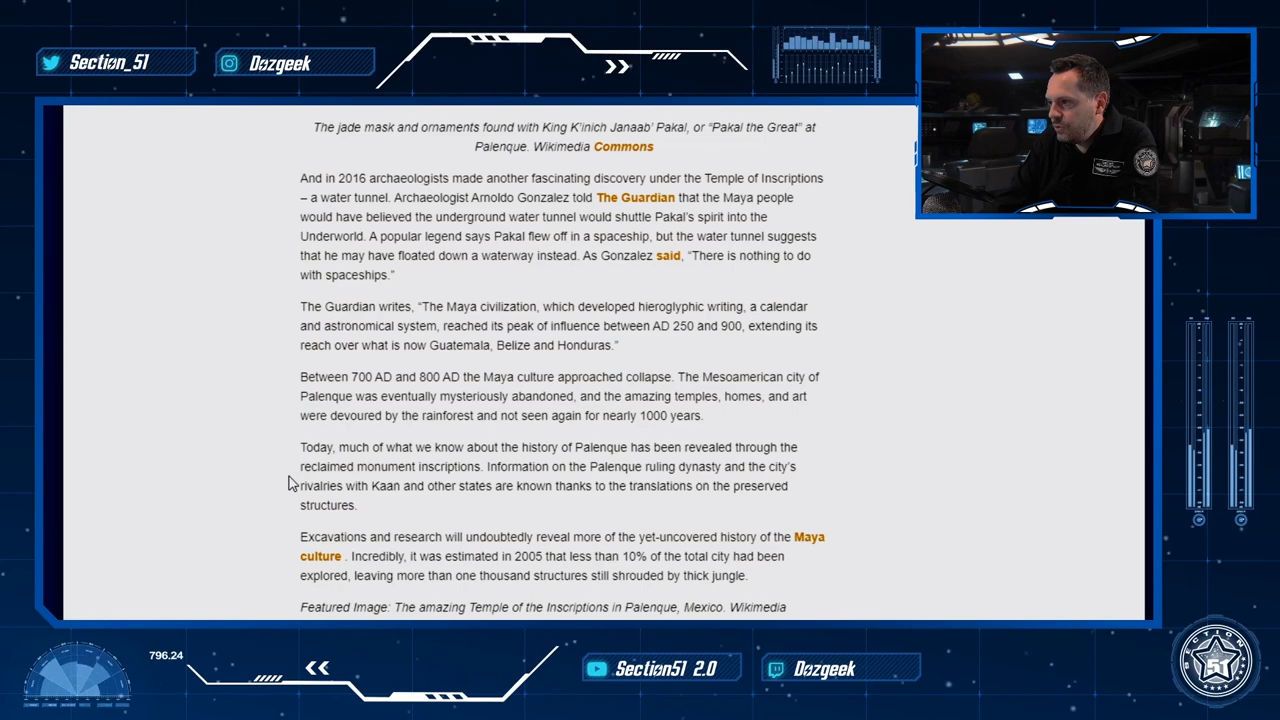 Section_51
Dazgeek
The jade mask and ornaments found with King K'inich Janaab' Pakal, or "Pakal the Great" at
Palenque. Wikimedia Commons
And in 2016 archaeologists made another fascinating discovery under the Temple of Inscriptions
– a water tunnel. Archaeologist Arnoldo Gonzalez told The Guardian that the Maya people
would have believed the underground water tunnel would shuttle Pakal's spirit into the
Underworld. A popular legend says Pakal flew off in a spaceship, but the water tunnel suggests
that he may have floated down a waterway instead. As Gonzalez said, "There is nothing to do
with spaceships."
The Guardian writes, "The Maya civilization, which developed hieroglyphic writing, a calendar
and astronomical system, reached its peak of influence between AD 250 and 900, extending its
reach over what is now Guatemala, Belize and Honduras."
Between 700 AD and 800 AD the Maya culture approached collapse. The Mesoamerican city of
Palenque was eventually mysteriously abandoned, and the amazing temples, homes, and art
were devoured by the rainforest and not seen again for nearly 1000 years.
Today, much of what we know about the history of Palenque has been revealed through the
reclaimed monument inscriptions. Information on the Palenque ruling dynasty and the city's
rivalries with Kaan and other states are known thanks to the translations on the preserved
structures.
Excavations and research will undoubtedly reveal more of the yet-uncovered history of the Maya
culture . Incredibly, it was estimated in 2005 that less than 10% of the total city had been
explored, leaving more than one thousand structures still shrouded by thick jungle.
Featured Image: The amazing Temple of the Inscriptions in Palenque, Mexico. Wikimedia
796.24
Section51 2.0
Dazgeek
SECTION
51